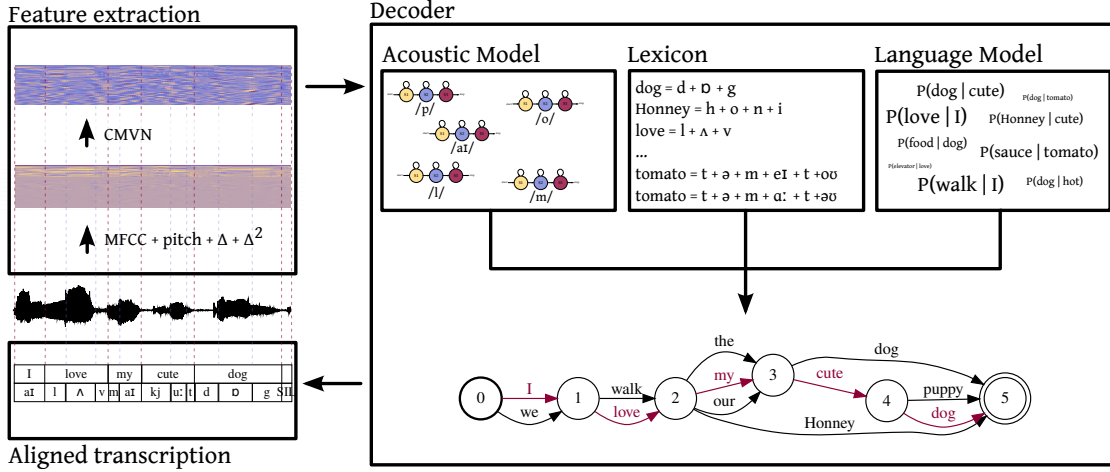 Feature extraction
CMVN
MFCC + pitch + Δ + Δ²
I love my cute dog
aɪ l ʌ v m aɪ kj uː t d ɒ g SIL
Aligned transcription
Decoder
Acoustic Model
/p/
/o/
/aɪ/
/l/
/m/
Lexicon
dog = d + ɒ + g
Honney = h + o + n + i
love = l + ʌ + v
...
tomato = t + ə + m + eɪ + t +oʊ
tomato = t + ə + m + ɑː + t +əʊ
Language Model
P(dog | cute)
P(dog | tomato)
P(love | I)
P(Honney | cute)
P(food | dog)
P(sauce | tomato)
P(elevator | love)
P(walk | I)
P(dog | hot)
the
dog
I
walk
my
cute
puppy
0 1 2 3 4 5
we
love
our
dog
Honney